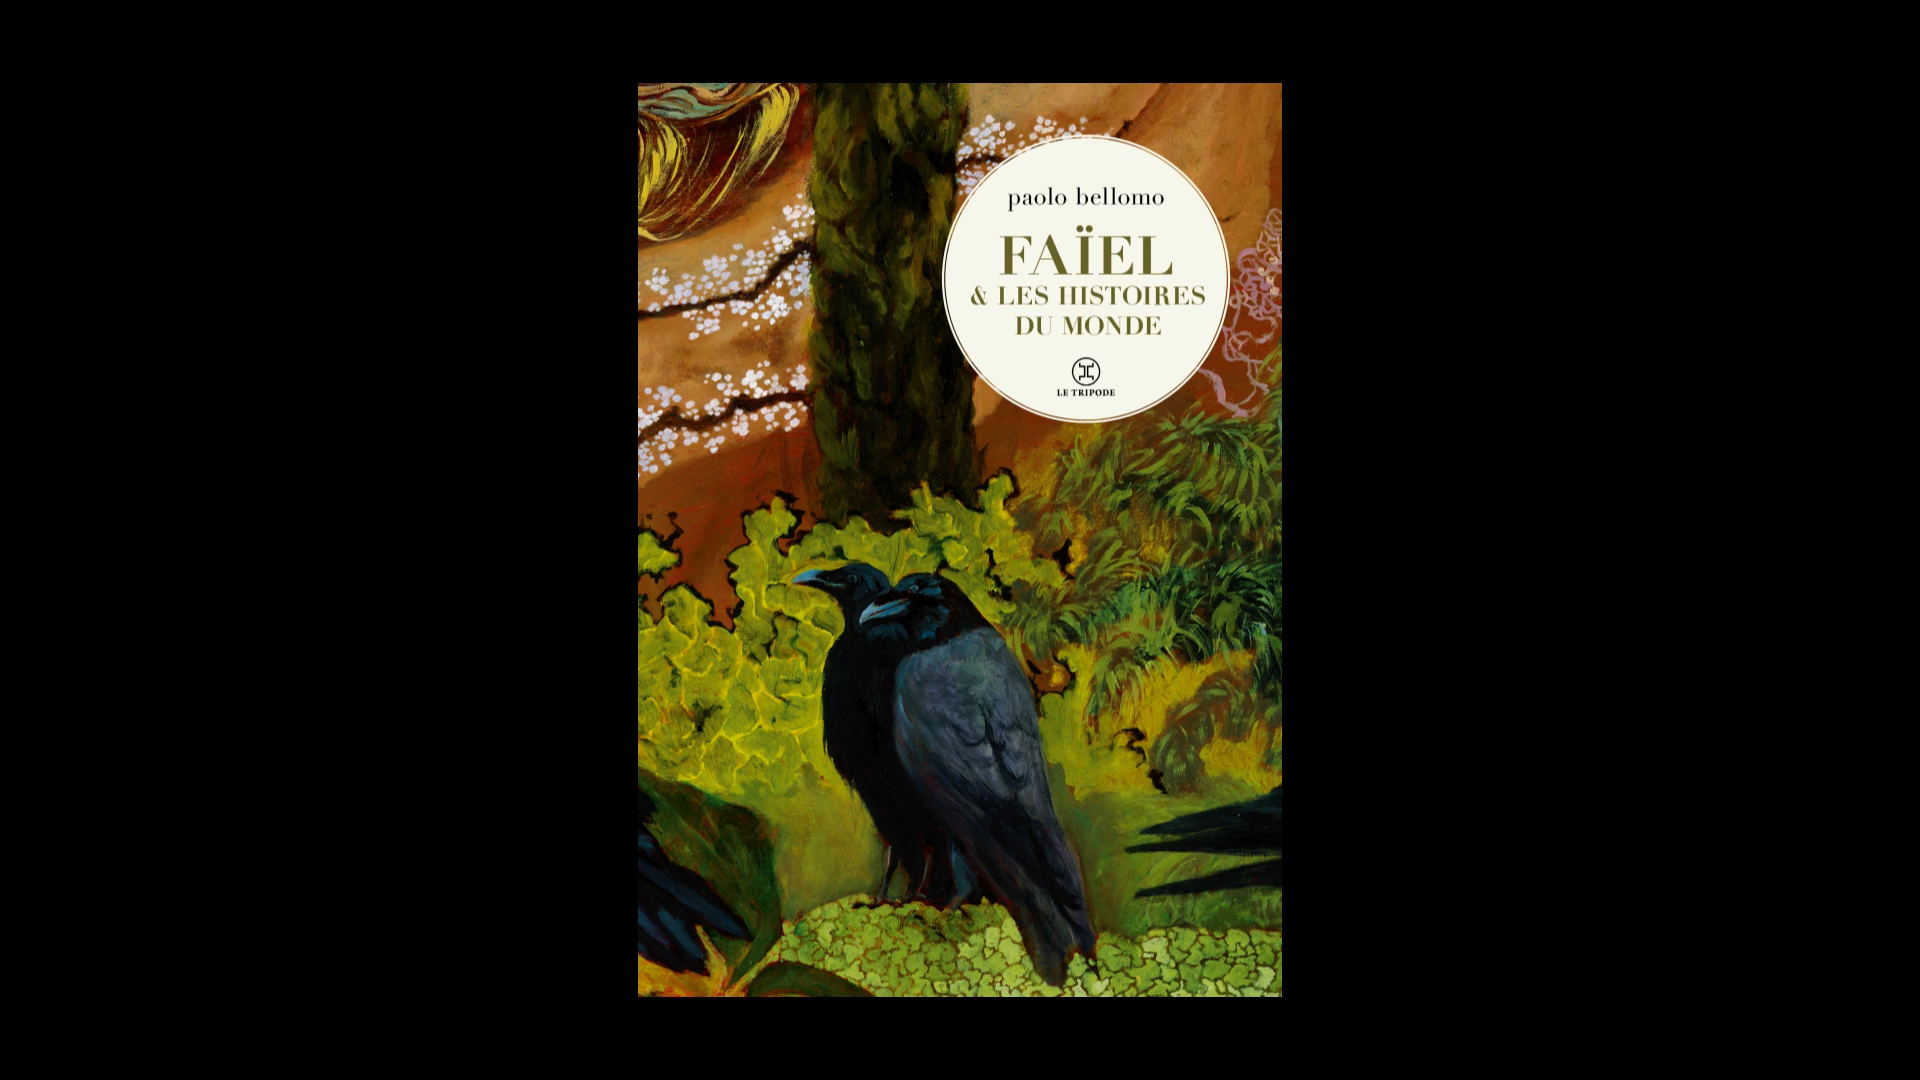 paolo bellomo
FAÏEL
& LES HISTOIRES
DU MONDE
LE TRIPODE